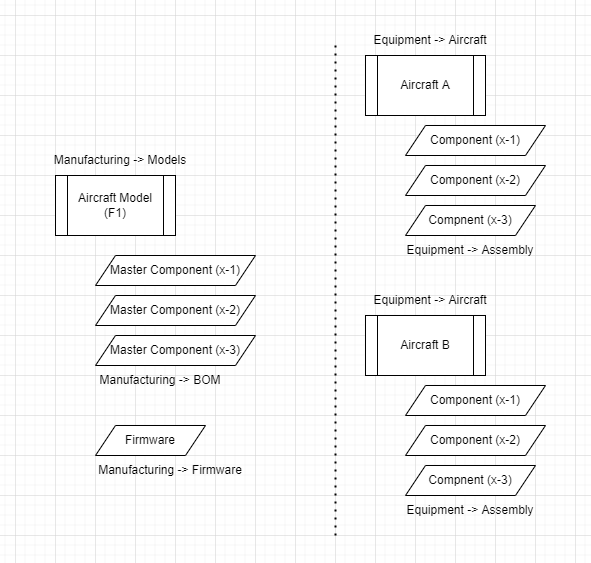 Manufacturing -> Models
Aircraft Model
(F1)
Master Component (x-1)
Master Component (x-2)
Master Component (x-3)
Manufacturing -> BOM
Firmware
Manufacturing -> Firmware
Equipment -> Aircraft
Aircraft A
Component (x-1)
Component (x-2)
Compnent (x-3)
Equipment -> Assembly
Equipment -> Aircraft
Aircraft B
Component (x-1)
Component (x-2)
Compnent (x-3)
Equipment -> Assembly